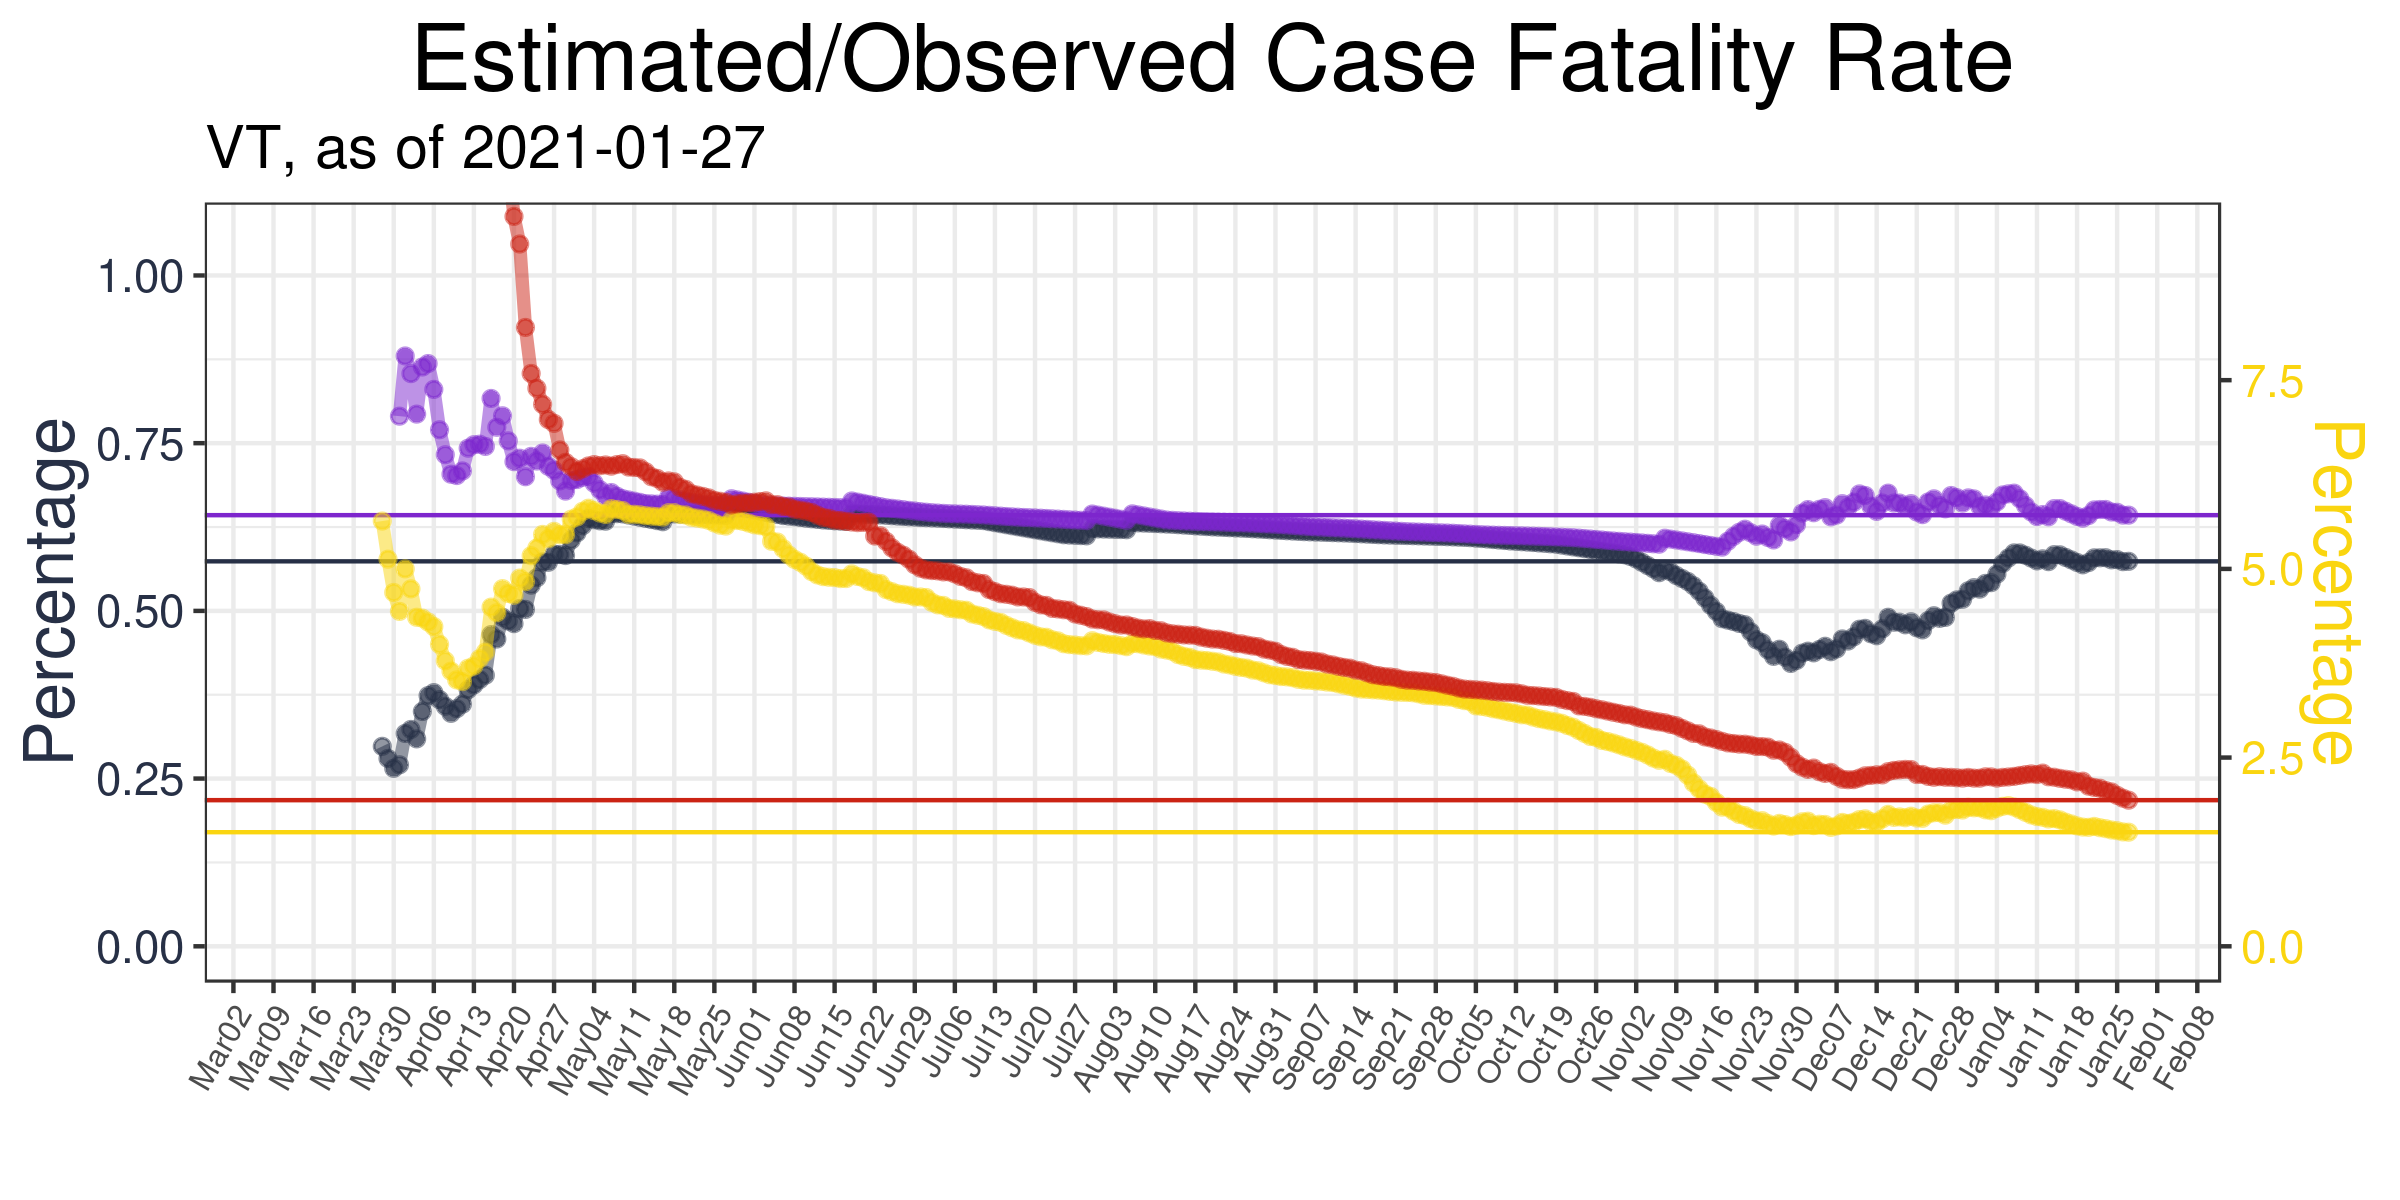 Estimated/Observed Case Fatality Rate
VT, as of 2021-01-27
Percentage
1.00
0.75
0.50
0.25
0.00
7.5
5.0
2.5
0.0
Percentage
Mar02
Mar09
Mar16
Mar23
Mar30
Apr06
Apr13
Apr20
Apr27
May04
May11
May18
May25
Jun01
Jun08
Jun15
Jun22
Jun29
Jul06
Jul13
Jul20
Jul27
Aug03
Aug10
Aug17
Aug24
Aug31
Sep07
Sep14
Sep21
Sep28
Oct05
Oct12
Oct19
Oct26
Nov02
Nov09
Nov16
Nov23
Nov30
Dec07
Dec14
Dec21
Dec28
Jan04
Jan11
Jan18
Jan25
Feb01
Feb08